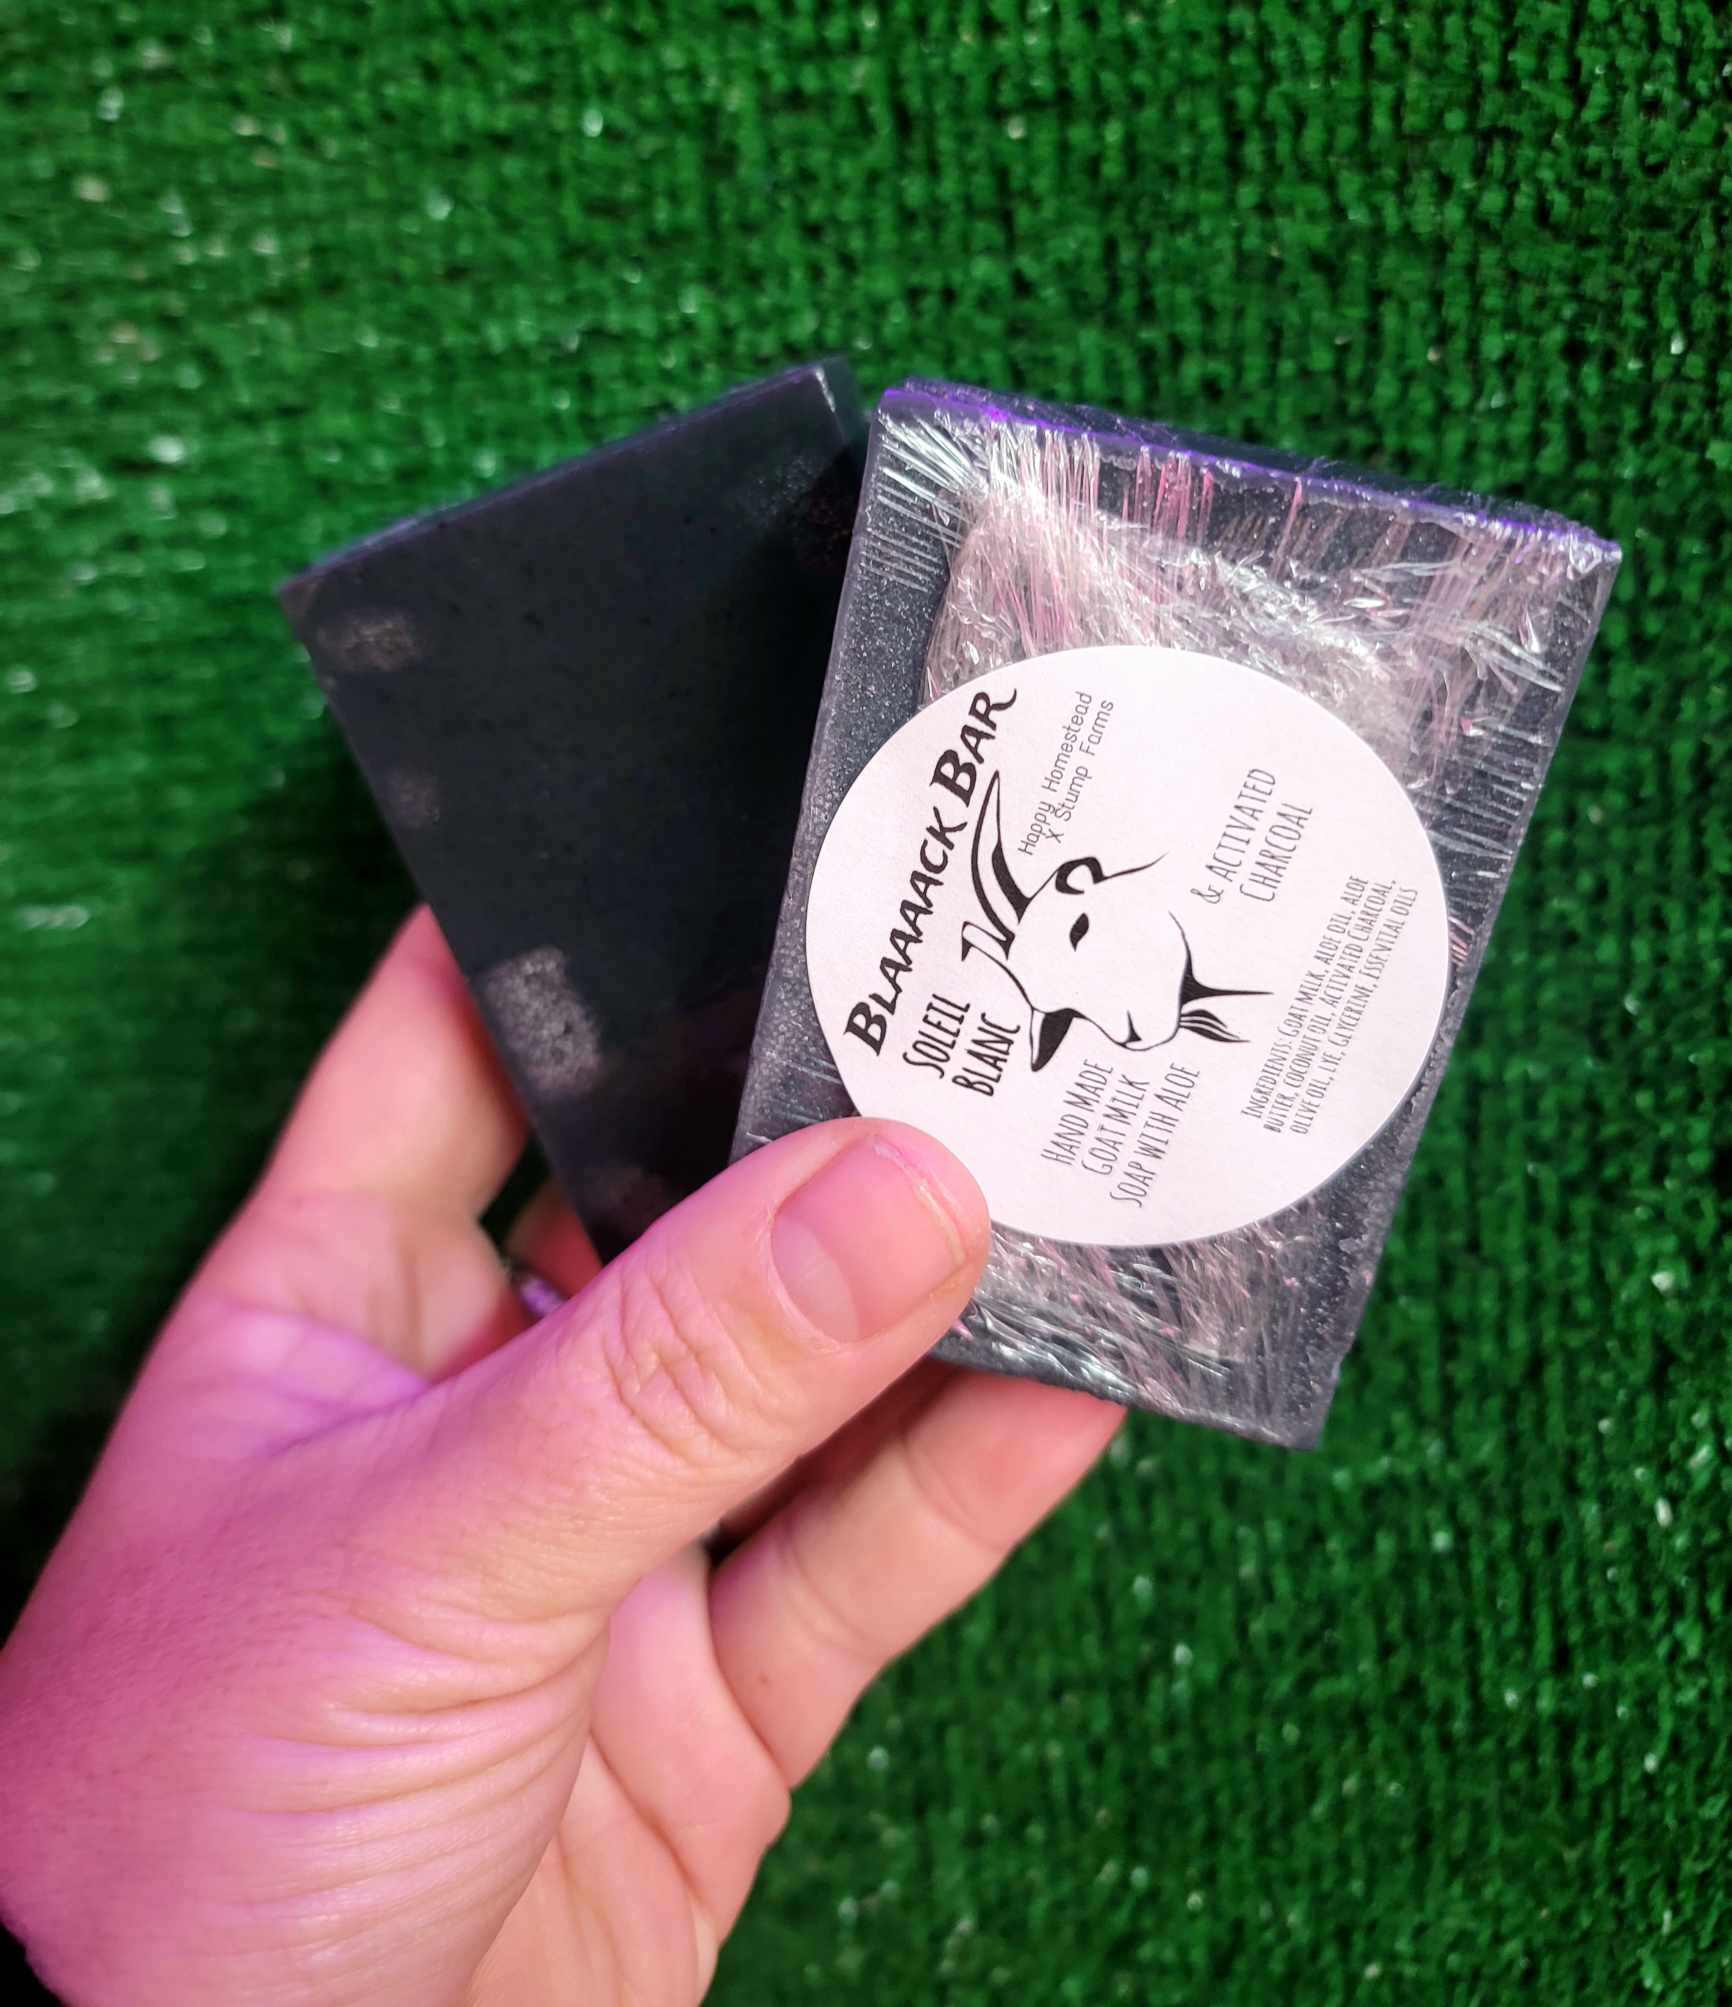 BLAAAACK BAR
Happy Homestead
X Stump Farms
SOLEIL
BLANC
& ACTIVATED
CHARCOAL
HAND MADE
GOAT MILK
SOAP WITH ALOE
INGREDIENTS: GOAT MILK, ALOE OIL, ALOE
BUTTER, COCONUT OIL, ACTIVATED CHARCOAL,
OLIVE OIL, LYE, GLYCERINE, ESSENTIAL OILS